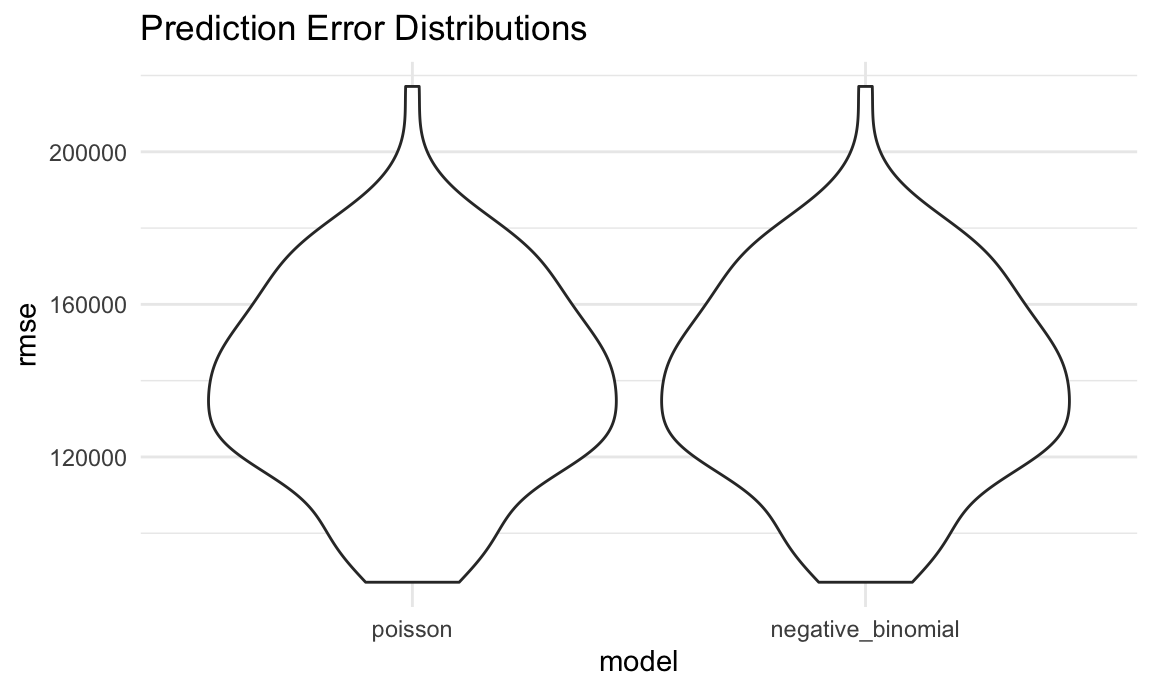 Prediction Error Distributions
200000
160000
120000
rmse
poisson
negative_binomial
model